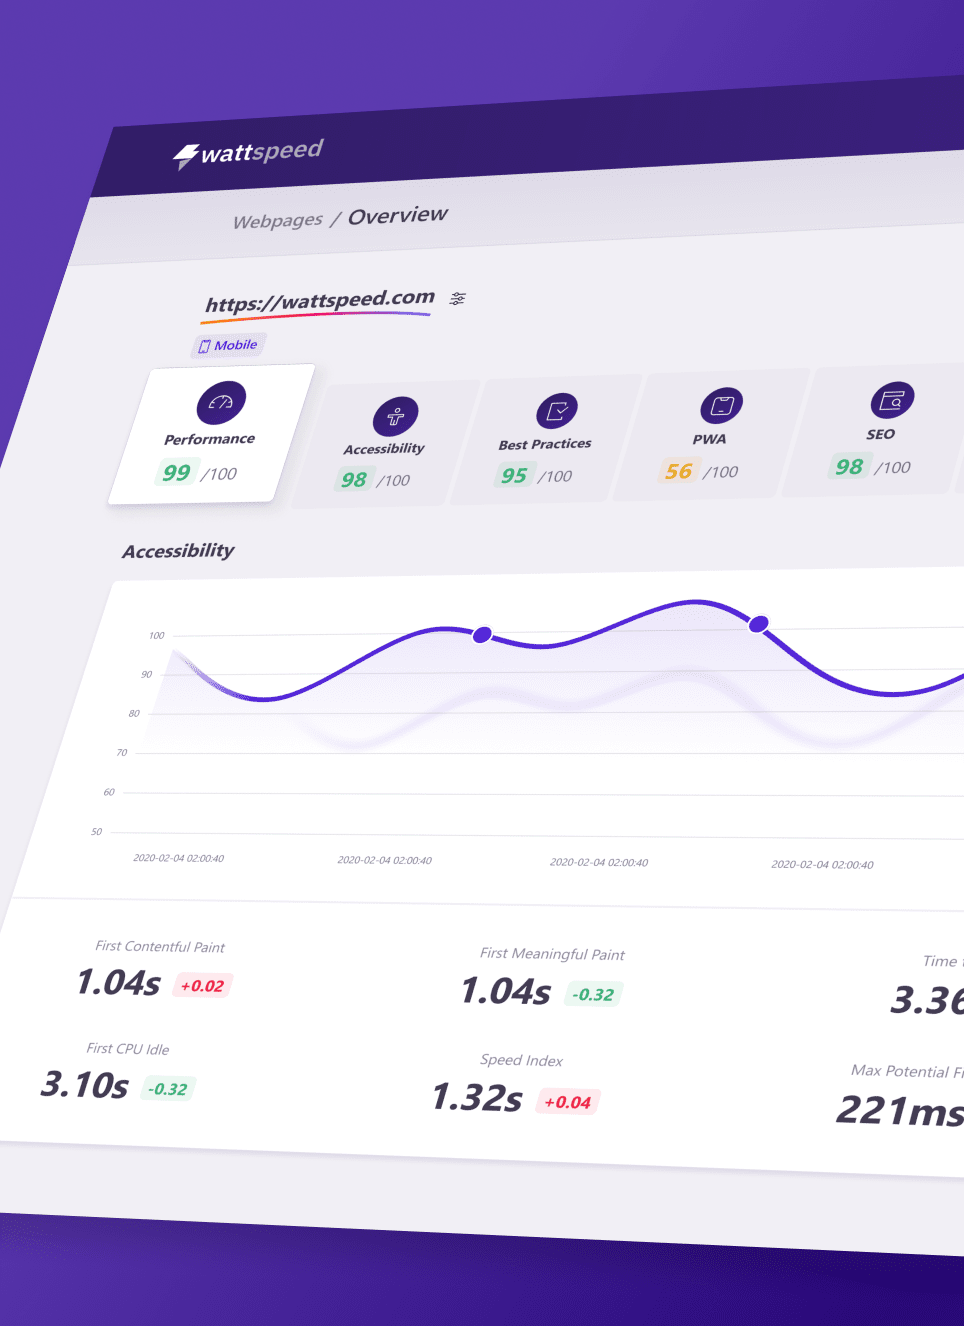 wattspeed
Webpages / Overview
https://wattspeed.com
Mobile
Performance
99 /100
Accessibility
98 /100
Best Practices
95 /100
PWA
56 /100
SEO
98 /100
Accessibility
100
90
80
70
60
50
2020-02-04 02:00:40
2020-02-04 02:00:40
2020-02-04 02:00:40
2020-02-04 02:00:40
First Contentful Paint
1.04s +0.02
First Meaningful Paint
1.04s -0.32
Time
3.36
First CPU Idle
3.10s -0.32
Speed Index
1.32s +0.04
Max Potential
221ms